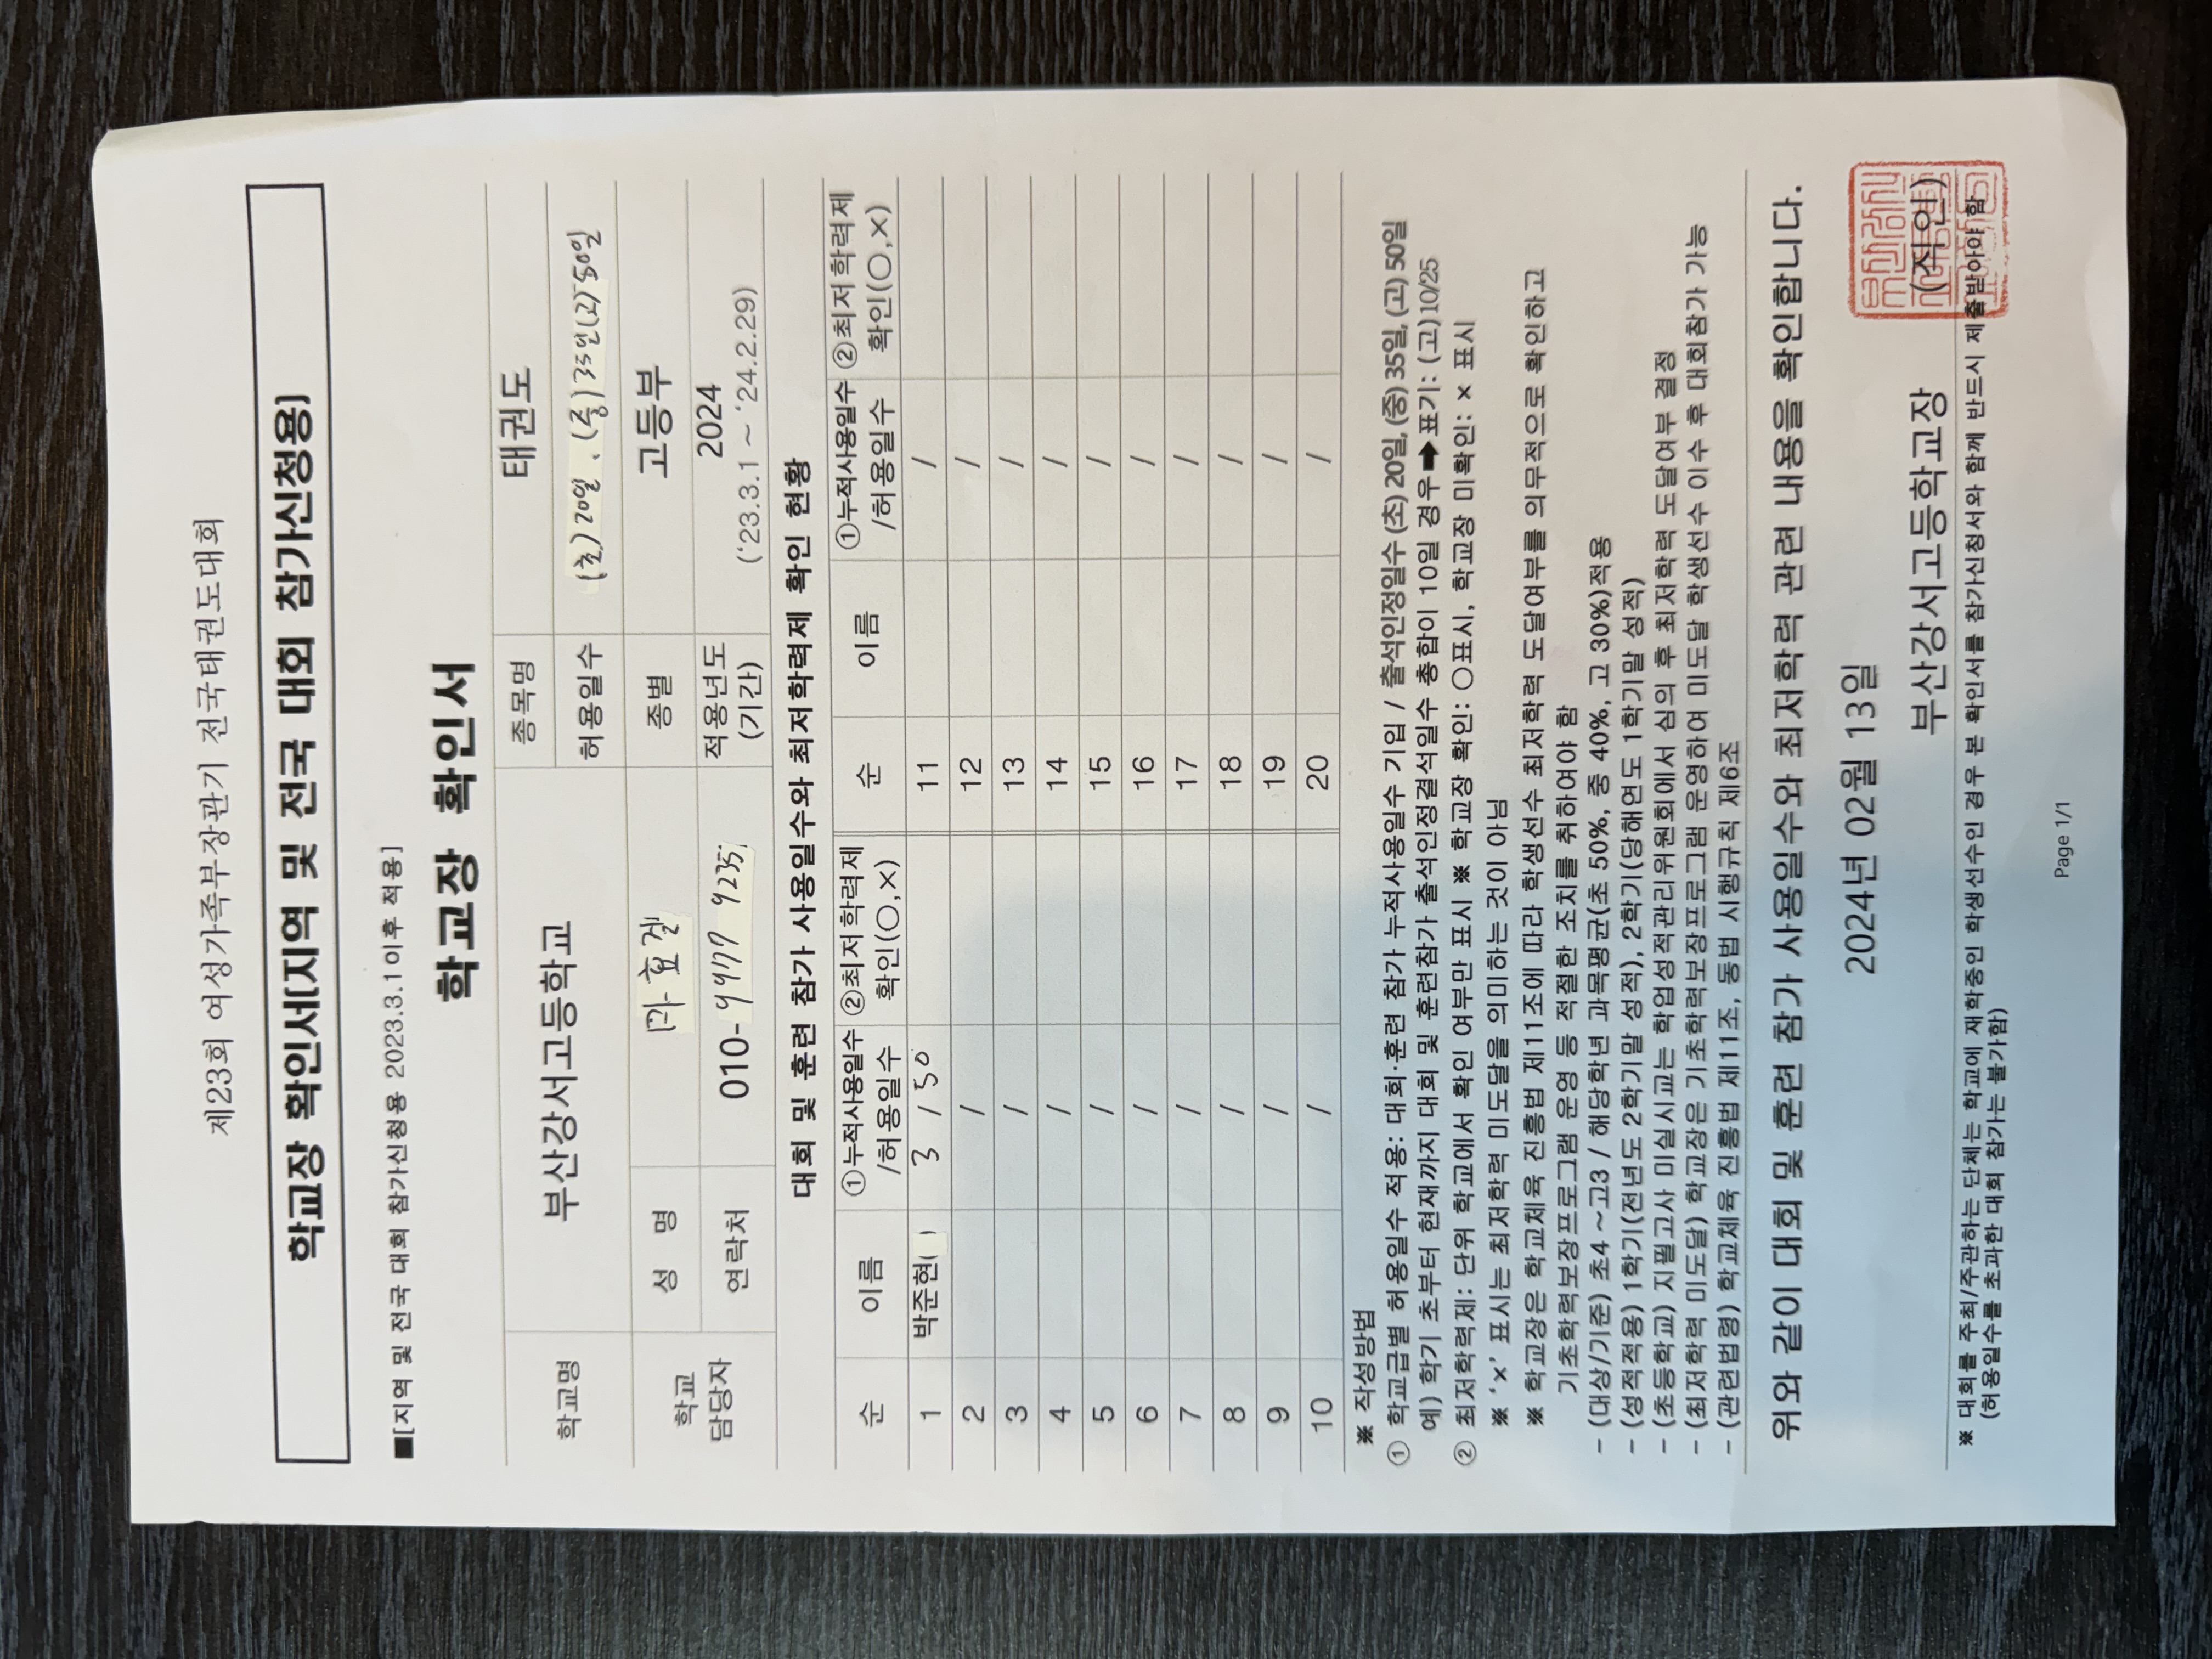 제23회 여성가족부장관기 전국태권도대회
학교장 확인서(지역 및 전국 대회 참가신청용)
■[지역 및 전국 대회 참가신청용 2023.3.1이후 적용]
학교장 확인서
학교명 부산강서고등학교 종목명 태권도
허용일수 (초)20일、(중)35일(고)50일
학교 담당자 성 명 종별 고등부
연락처 010- 9977 9235 적용년도 (기간) 2024 ('23.3.1 ~ '24.2.29)
대회 및 훈련 참가 사용일수와 최저학력제 확인 현황
순 이름 ①누적사용일수 /허용일수 ②최저학력제 확인(○,×) 순 이름 ①누적사용일수 /허용일수 ②최저학력제 확인(○,×)
1 박준현( ) 3 / 50 11 /
2 / 12 /
3 / 13 /
4 / 14 /
5 / 15 /
6 / 16 /
7 / 17 /
8 / 18 /
9 / 19 /
10 / 20 /
※ 작성방법
① 학교급별 허용일수 적용: 대회·훈련 참가 누적사용일수 기입 / 출석인정일수 (초) 20일, (중) 35일, (고) 50일
예) 학기 초부터 현재까지 대회 및 훈련참가 출석인정결석일수 총합이 10일 경우 ➡ 표기: (고) 10/25
② 최저학력제: 단위 학교에서 확인 여부만 표시 ※ 학교장 확인: ○표시, 학교장 미확인: × 표시
※ '×' 표시는 최저학력 미도달을 의미하는 것이 아님
※ 학교장은 학교체육 진흥법 제11조에 따라 학생선수 최저학력 도달여부를 의무적으로 확인하고
기초학력보장프로그램 운영 등 적절한 조치를 취하여야 함
- (대상/기준) 초4 ~고3 / 해당학년 과목평균(초 50%, 중 40%, 고 30%)적용
- (성적적용) 1학기(전년도 2학기말 성적), 2학기(당해연도 1학기말 성적)
- (초등학교) 지필고사 미실시교는 학업성적관리위원회에서 심의 후 최저학력 도달여부 결정
- (최저학력 미도달) 학교장은 기초학력보장프로그램 운영하여 미도달 학생선수 이수 후 대회참가 가능
- (관련법령) 학교체육 진흥법 제11조, 동법 시행규칙 제6조
위와 같이 대회 및 훈련 참가 사용일수와 최저학력 관련 내용을 확인합니다.
2024년 02월 13일
부산강서고등학교장 (직인)
※ 대회를 주최/주관하는 단체는 학교에 재학중인 학생선수인 경우 본 확인서를 참가신청서와 함께 반드시 제출받아야 함
(허용일수를 초과한 대회 참가는 불가함)
Page 1/1